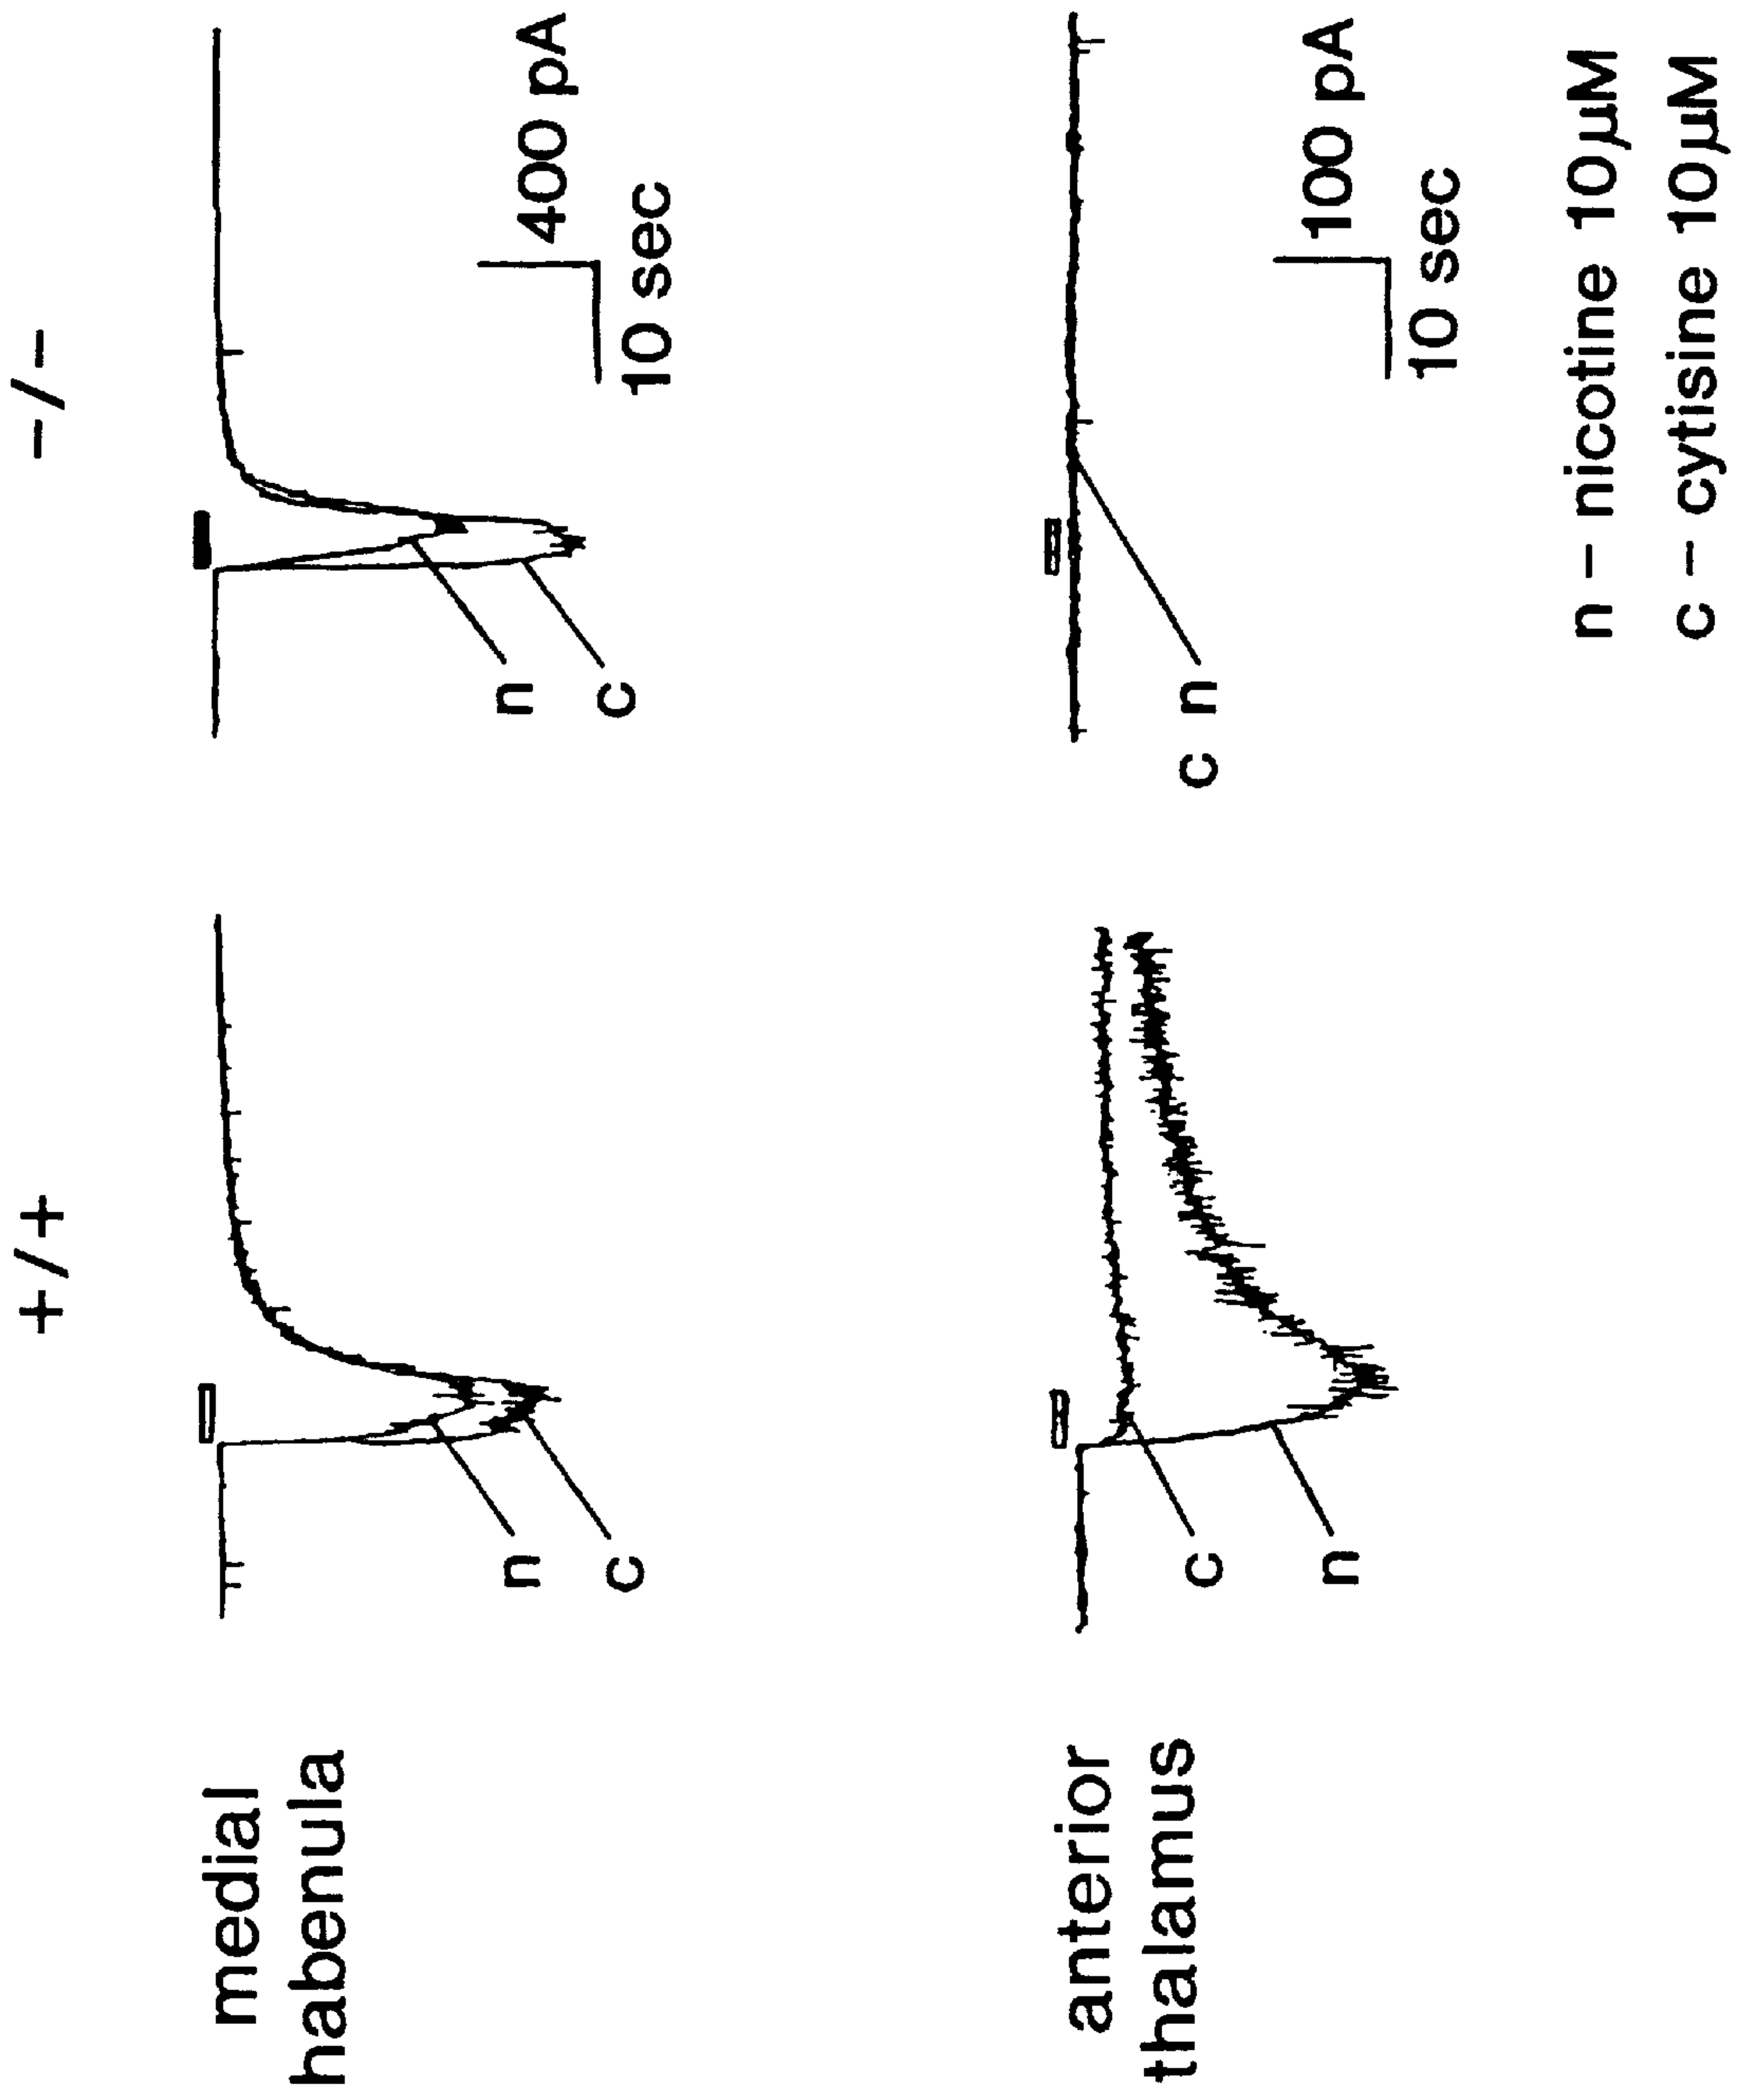 +/+
−/−
medial
habenula
n
c
n
c
400 pA
10 sec
anterior
thalamus
c
n
c n
100 pA
10 sec
n – nicotine 10µM
c – cytisine 10µM